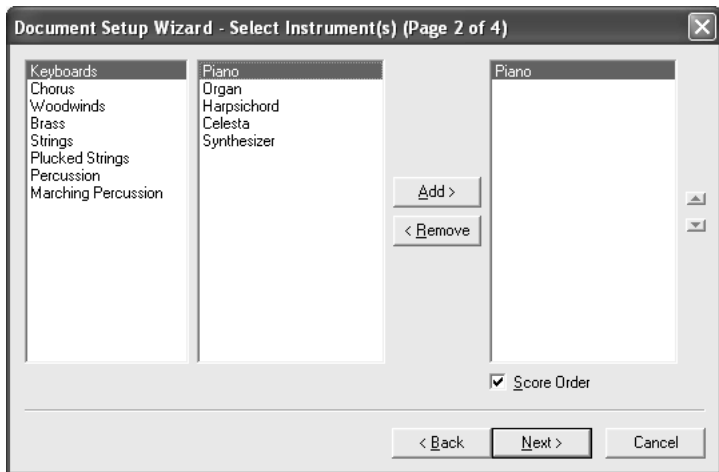 Document Setup Wizard - Select Instrument(s) (Page 2 of 4)
Keyboards
Chorus
Woodwinds
Brass
Strings
Plucked Strings
Percussion
Marching Percussion
Piano
Organ
Harpsichord
Celesta
Synthesizer
Add >
< Remove
Piano
Score Order
< Back
Next >
Cancel